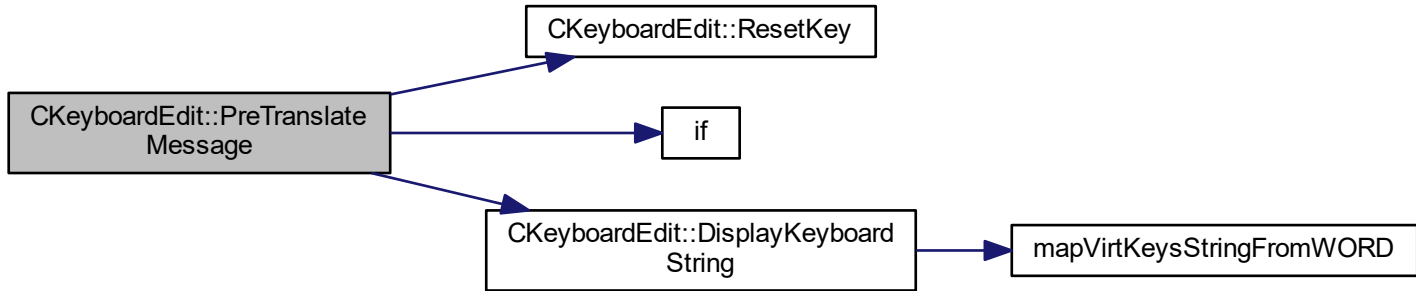 CKeyboardEdit::ResetKey
CKeyboardEdit::PreTranslate
Message
if
CKeyboardEdit::DisplayKeyboard
String
mapVirtKeysStringFromWORD